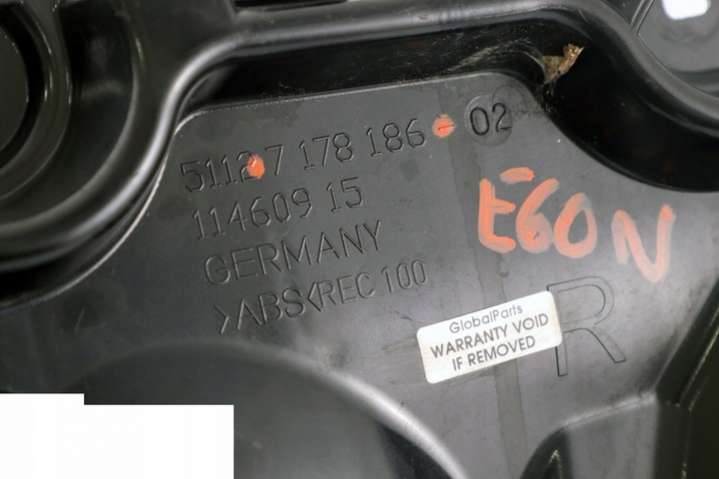 5112 7 178 186 - 02
114609 15
GERMANY
>ABS<REC 100
E60 N
GlobalParts
WARRANTY VOID
IF REMOVED
R